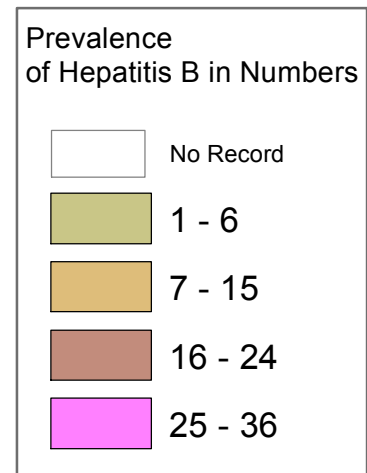 Prevalence
of Hepatitis B in Numbers
No Record
1 - 6
7 - 15
16 - 24
25 - 36